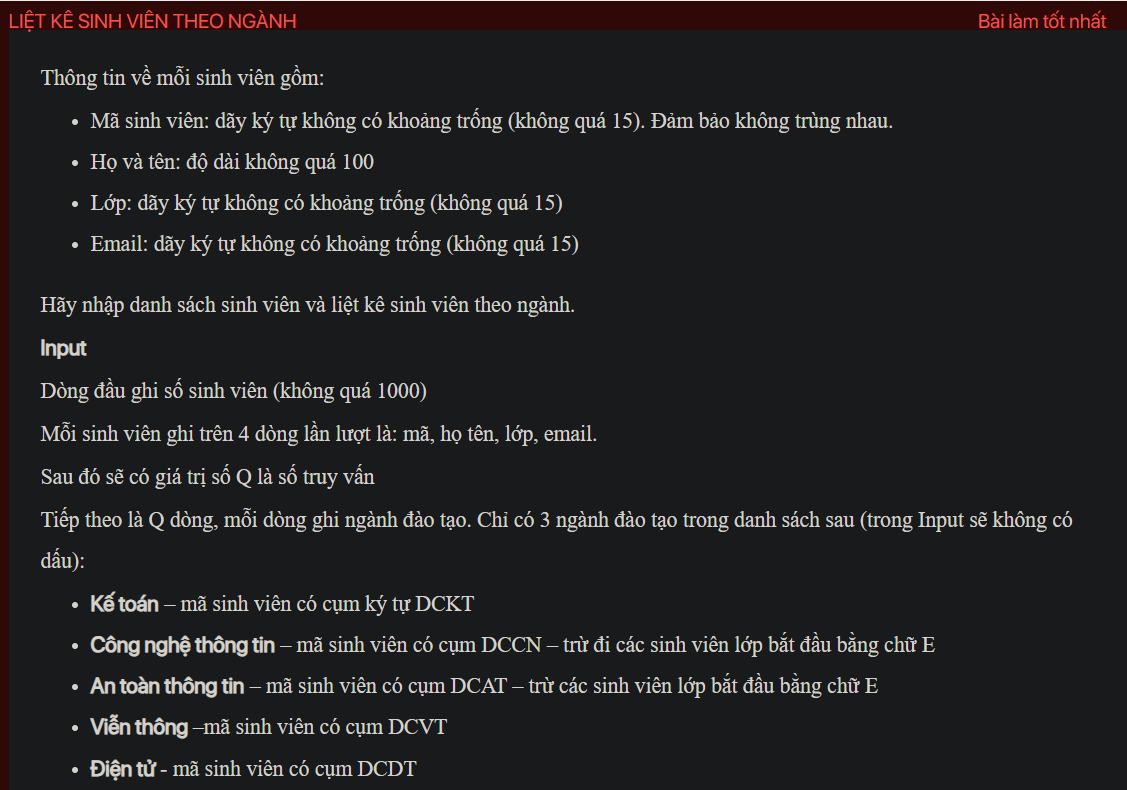 LIỆT KÊ SINH VIÊN THEO NGÀNH
Bài làm tốt nhất
Thông tin về mỗi sinh viên gồm:
• Mã sinh viên: dãy ký tự không có khoảng trống (không quá 15). Đảm bảo không trùng nhau.
• Họ và tên: độ dài không quá 100
• Lớp: dãy ký tự không có khoảng trống (không quá 15)
• Email: dãy ký tự không có khoảng trống (không quá 15)
Hãy nhập danh sách sinh viên và liệt kê sinh viên theo ngành.
Input
Dòng đầu ghi số sinh viên (không quá 1000)
Mỗi sinh viên ghi trên 4 dòng lần lượt là: mã, họ tên, lớp, email.
Sau đó sẽ có giá trị số Q là số truy vấn
Tiếp theo là Q dòng, mỗi dòng ghi ngành đào tạo. Chỉ có 3 ngành đào tạo trong danh sách sau (trong Input sẽ không có
dấu):
• Kế toán – mã sinh viên có cụm ký tự DCKT
• Công nghệ thông tin – mã sinh viên có cụm DCCN – trừ đi các sinh viên lớp bắt đầu bằng chữ E
• An toàn thông tin – mã sinh viên có cụm DCAT – trừ các sinh viên lớp bắt đầu bằng chữ E
• Viễn thông –mã sinh viên có cụm DCVT
• Điện tử - mã sinh viên có cụm DCDT